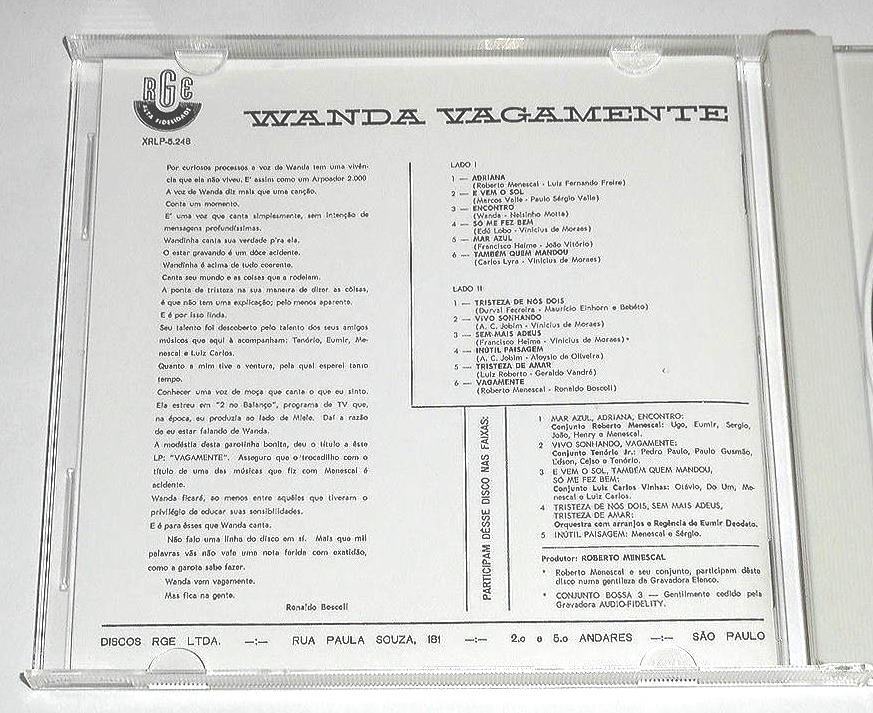 RGE
ALTA FIDELIDADE
XRLP-5.248
WANDA VAGAMENTE
Por curiosos processos a voz de Wanda tem uma vivên-
cia que ela não viveu. E' assim como um Arpoador 2.000
A voz de Wanda diz mais que uma canção.
Conta um momento.
E' uma voz que canta simplesmente, sem intenção de
mensagens profundíssimas.
Wandinha canta sua verdade p'ra ela.
O estar gravando é um dôce acidente.
Wandinha é acima de tudo coerente.
Canta seu mundo e as coisas que a rodeiam.
A ponta de tristeza na sua maneira de dizer as côisas,
é que não tem uma explicação; pelo menos aparente.
E é por isso linda.
Seu talento foi descoberto pelo talento dos seus amigos
músicos que aqui à acompanham: Tenório, Eumir, Me-
nescal e Luiz Carlos.
Quanto a mim tive a ventura, pela qual esperei tanto
tempo.
Conhecer uma voz de moça que canta o que eu sinto.
Ela estreu em "2 no Balanço", programa de TV que,
na época, eu produzia ao lado de Miele. Daí a razão
de eu estar falando de Wanda.
A modéstia desta garotinha bonita, deu o título a êsse
LP: "VAGAMENTE". Asseguro que o trocadilho com o
título de uma das músicas que fiz com Menescal é
acidente.
Wanda ficará, ao menos entre aquêles que tiveram o
privilégio de educar suas sensibilidades.
E é para êsses que Wanda canta.
Não falo uma linha do disco em sí. Mais que mil
palavras vãs não vale uma nota ferida com exatidão,
como a garota sabe fazer.
Wanda vem vagamente.
Mas fica na gente.
Ronaldo Boscoli
LADO I
1 — ADRIANA
(Roberto Menescal - Luiz Fernando Freire)
2 — E VEM O SOL
(Marcos Valle - Paulo Sérgio Valle)
3 — ENCONTRO
(Wanda - Nelsinho Motta)
4 — SÓ ME FEZ BEM
(Edú Lobo - Vinicius de Moraes)
5 — MAR AZUL
(Francisco Heime - João Vitório)
6 — TAMBÉM QUEM MANDOU
(Carlos Lyra - Vinicius de Moraes)
LADO II
1 — TRISTEZA DE NÓS DOIS
(Durval Ferreira - Maurício Einhorn e Bebêto)
2 — VIVO SONHANDO
(A. C. Jobim - Vinicius de Moraes)
3 — SEM MAIS ADEUS
(Francisco Heime - Vinicius de Moraes)*
4 — INÚTIL PAISAGEM
(A. C. Jobim - Aloysio de Oliveira)
5 — TRISTEZA DE AMAR
(Luiz Roberto - Geraldo Vandré)
6 — VAGAMENTE
(Roberto Menescal - Ronaldo Boscoli)
PARTICIPAM DÊSSE DISCO NAS FAIXAS:
1 MAR AZUL, ADRIANA, ENCONTRO:
Conjunto Roberto Menescal: Ugo, Eumir, Sergio,
João, Henry e Menescal.
2 VIVO SONHANDO, VAGAMENTE:
Conjunto Tenório Jr.: Pedro Paulo, Paulo Gusmão,
Edson, Celso e Tenório.
3 E VEM O SOL, TAMBÉM QUEM MANDOU,
SÓ ME FEZ BEM:
Conjunto Luiz Carlos Vinhas: Otávio, Do Um, Me-
nescal e Luiz Carlos.
4 TRISTEZA DE NÓS DOIS, SEM MAIS ADEUS,
TRISTEZA DE AMAR:
Orquestra com arranjos e Regência de Eumir Deodato.
5 INÚTIL PAISAGEM: Menescal e Sérgio.
Produtor: ROBERTO MENESCAL
* Roberto Menescal e seu conjunto, participam dêste
disco numa gentileza da Gravadora Elenco.
* CONJUNTO BOSSA 3 — Gentilmente cedido pela
Gravadora AUDIO-FIDELITY.
DISCOS RGE LTDA. —:— RUA PAULA SOUZA, 181 —:— 2.o e 5.o ANDARES —:— SÃO PAULO